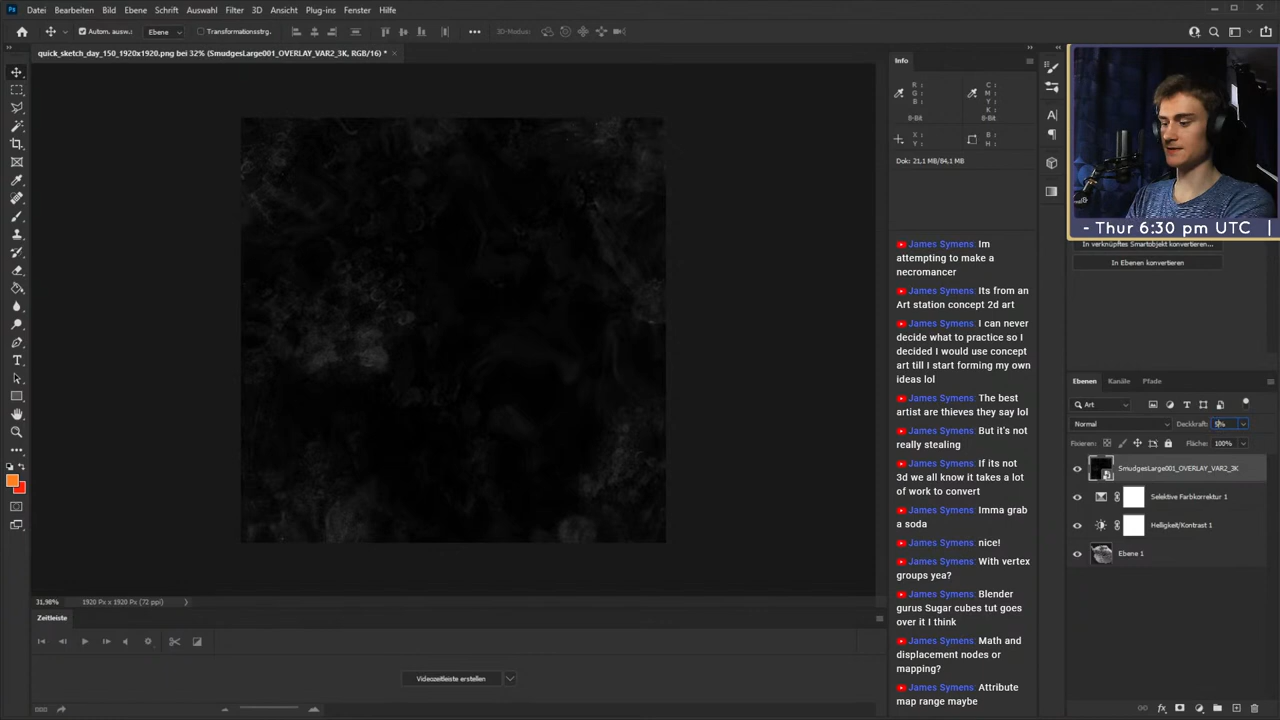 Datei Bearbeiten Bild Ebene Schrift Auswahl Filter 3D Ansicht Plug-ins Fenster Hilfe
Autom. ausw.: Ebene Transformationsstrg. 3D-Modus:
quick_sketch_day_150_1920x1920.png bei 32% (SmudgesLarge001_OVERLAY_VAR2_3K, RGB/16) *
Info
R:
G:
B:
C:
M:
Y:
K:
8-Bit
8-Bit
X:
Y:
B:
H:
Dok: 21,1 MB/84,1 MB
- Thur 6:30 pm UTC |
In verknüpftes Smartobjekt konvertieren...
In Ebenen konvertieren
James Symens: Im
attempting to make a
necromancer
James Symens: Its from an
Art station concept 2d art
James Symens: I can never
decide what to practice so I
decided I would use concept
art till I start forming my own
ideas lol
James Symens: The best
artist are thieves they say lol
James Symens: But it's not
really stealing
James Symens: If its not
3d we all know it takes a lot
of work to convert
James Symens: Imma grab
a soda
James Symens: nice!
James Symens: With vertex
groups yea?
James Symens: Blender
gurus Sugar cubes tut goes
over it I think
James Symens: Math and
displacement nodes or
mapping?
James Symens: Attribute
map range maybe
Ebenen Kanäle Pfade
Art
Normal Deckkraft: 5%
Fixieren: Fläche: 100%
SmudgesLarge001_OVERLAY_VAR2_3K
Selektive Farbkorrektur 1
Helligkeit/Kontrast 1
Ebene 1
31,98% 1920 Px x 1920 Px (72 ppi)
Zeitleiste
Videozeitleiste erstellen